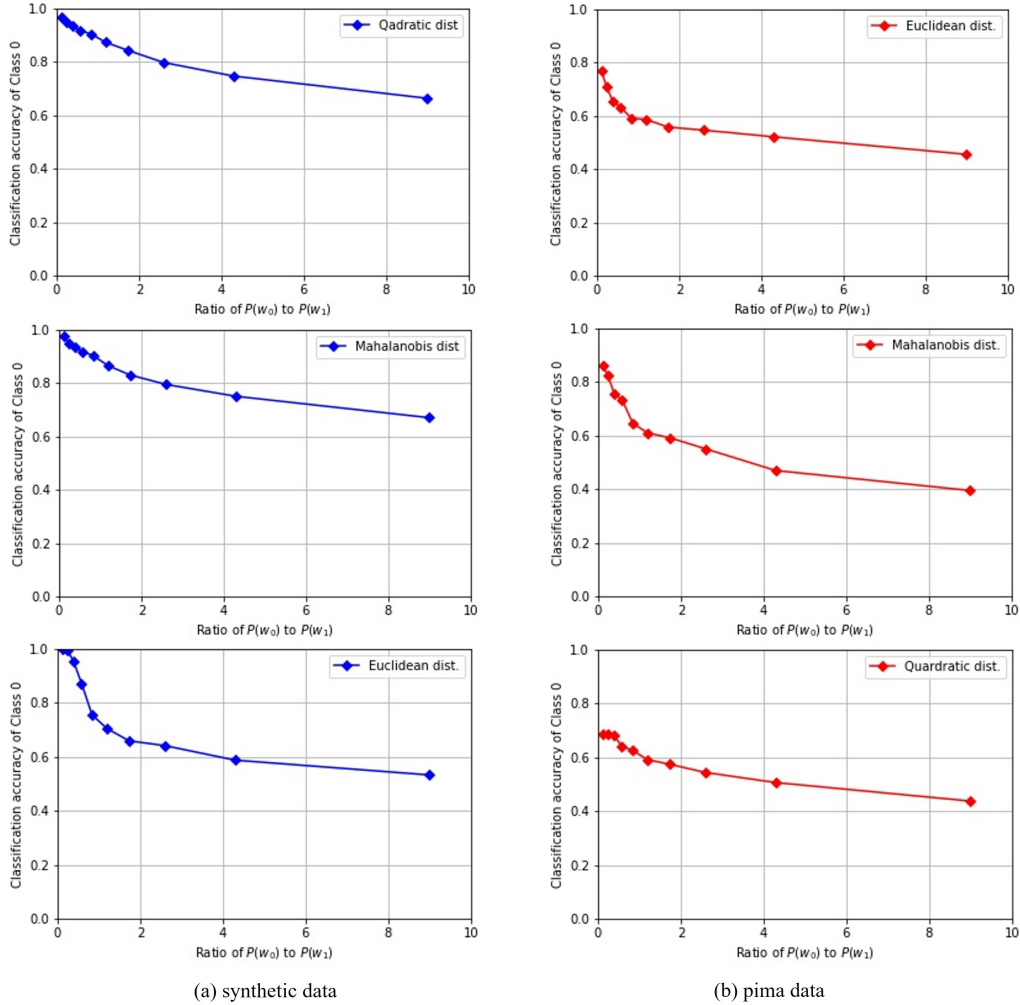 1.0
0.8
0.6
0.4
0.2
0.0
Classification accuracy of Class 0
Qadratic dist
0 2 4 6 8 10
Ratio of P(w₀) to P(w₁)
1.0
0.8
0.6
0.4
0.2
0.0
Classification accuracy of Class 0
Euclidean dist.
0 2 4 6 8 10
Ratio of P(w₀) to P(w₁)
1.0
0.8
0.6
0.4
0.2
0.0
Classification accuracy of Class 0
Mahalanobis dist
0 2 4 6 8 10
Ratio of P(w₀) to P(w₁)
1.0
0.8
0.6
0.4
0.2
0.0
Classification accuracy of Class 0
Mahalanobis dist.
0 2 4 6 8 10
Ratio of P(w₀) to P(w₁)
1.0
0.8
0.6
0.4
0.2
0.0
Classification accuracy of Class 0
Euclidean dist.
0 2 4 6 8 10
Ratio of P(w₀) to P(w₁)
1.0
0.8
0.6
0.4
0.2
0.0
Classification accuracy of Class 0
Quardratic dist.
0 2 4 6 8 10
Ratio of P(w₀) to P(w₁)
(a) synthetic data
(b) pima data